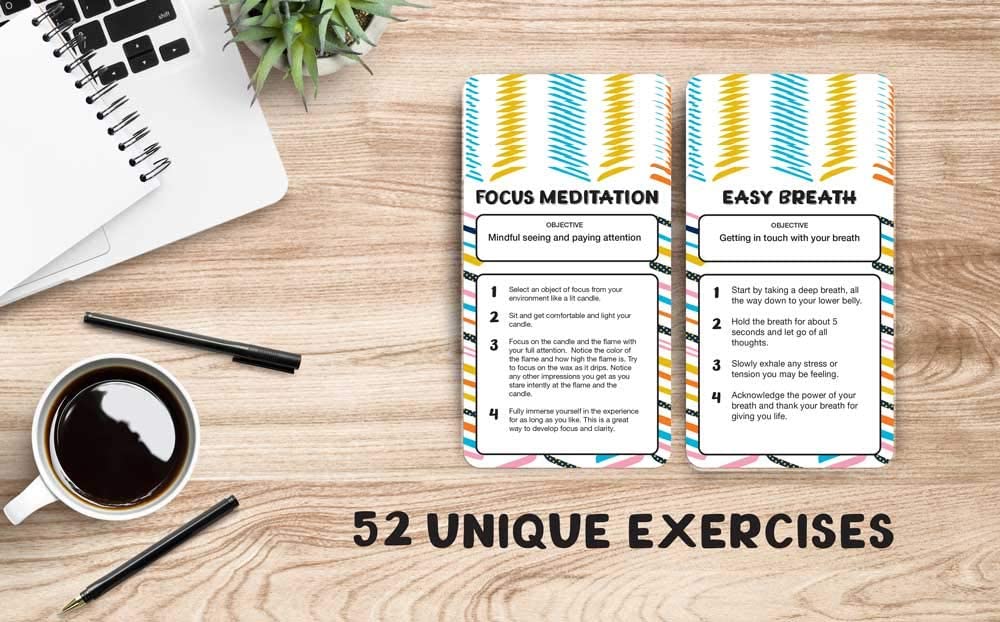 shift
FOCUS MEDITATION
OBJECTIVE
Mindful seeing and paying attention
1 Select an object of focus from your
environment like a lit candle.
2 Sit and get comfortable and light your
candle.
3 Focus on the candle and the flame with
your full attention. Notice the color of
the flame and how high the flame is. Try
to focus on the wax as it drips. Notice
any other impressions you get as you
stare intently at the flame and the
candle.
4 Fully immerse yourself in the experience
for as long as you like. This is a great
way to develop focus and clarity.
EASY BREATH
OBJECTIVE
Getting in touch with your breath
1 Start by taking a deep breath, all
the way down to your lower belly.
2 Hold the breath for about 5
seconds and let go of all
thoughts.
3 Slowly exhale any stress or
tension you may be feeling.
4 Acknowledge the power of your
breath and thank your breath for
giving you life.
52 UNIQUE EXERCISES